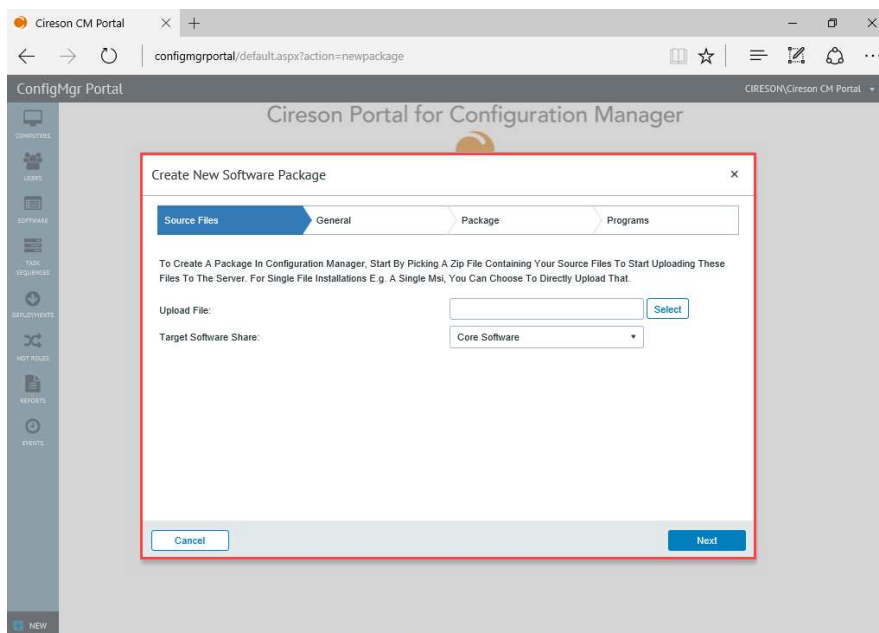 Cireson CM Portal
configmgrportal/default.aspx?action=newpackage
ConfigMgr Portal
CIRESON\Cireson CM Portal
Cireson Portal for Configuration Manager
COMPUTERS
USERS
SOFTWARE
TASK
SEQUENCES
DEPLOYMENTS
HOT ROLES
REPORTS
EVENTS
NEW
Create New Software Package
Source Files
General
Package
Programs
To Create A Package In Configuration Manager, Start By Picking A Zip File Containing Your Source Files To Start Uploading These
Files To The Server. For Single File Installations E.g. A Single Msi, You Can Choose To Directly Upload That.
Upload File:
Select
Target Software Share:
Core Software
Cancel
Next